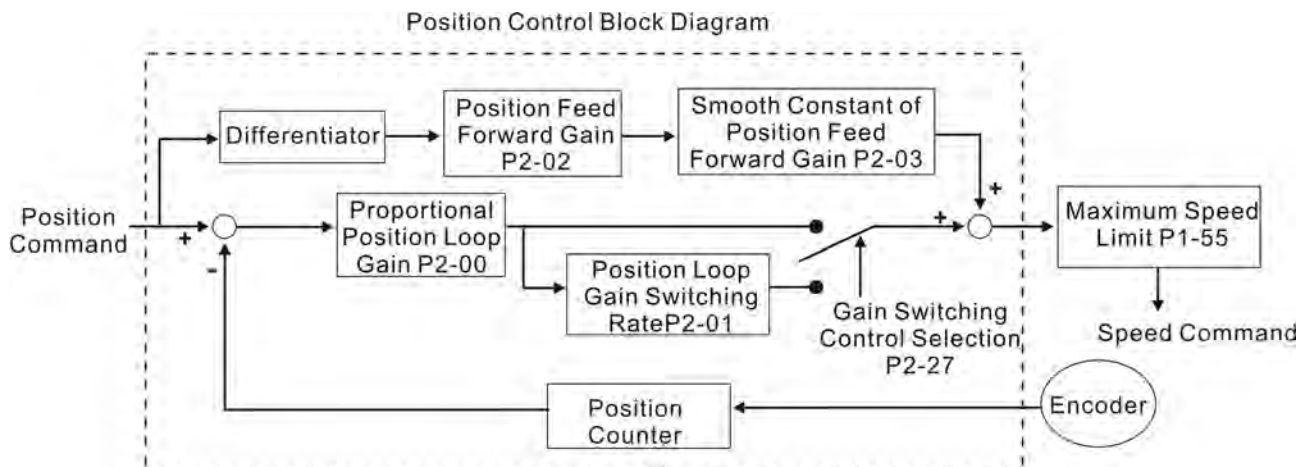 Position Control Block Diagram
Differentiator
Position Feed
Forward Gain
P2-02
Smooth Constant of
Position Feed
Forward Gain P2-03
Position
Command
+
-
Proportional
Position Loop
Gain P2-00
Position Loop
Gain Switching
RateP2-01
Gain Switching
Control Selection
P2-27
+
+
Maximum Speed
Limit P1-55
Speed Command
Position
Counter
Encoder